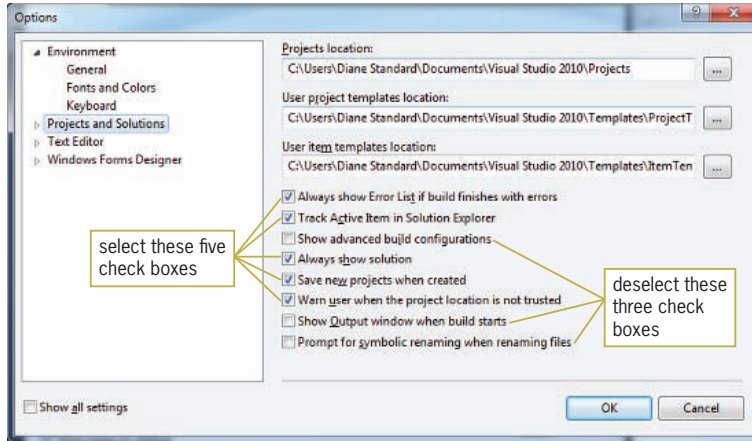 Options
Environment
General
Fonts and Colors
Keyboard
Projects and Solutions
Text Editor
Windows Forms Designer
Show all settings
Projects location:
C:\Users\Diane Standard\Documents\Visual Studio 2010\Projects
...
User project templates location:
C:\Users\Diane Standard\Documents\Visual Studio 2010\Templates\ProjectT
...
User item templates location:
C:\Users\Diane Standard\Documents\Visual Studio 2010\Templates\ItemTen
...
Always show Error List if build finishes with errors
Track Active Item in Solution Explorer
Show advanced build configurations
Always show solution
Save new projects when created
Warn user when the project location is not trusted
Show Output window when build starts
Prompt for symbolic renaming when renaming files
select these five
check boxes
deselect these
three check
boxes
OK
Cancel